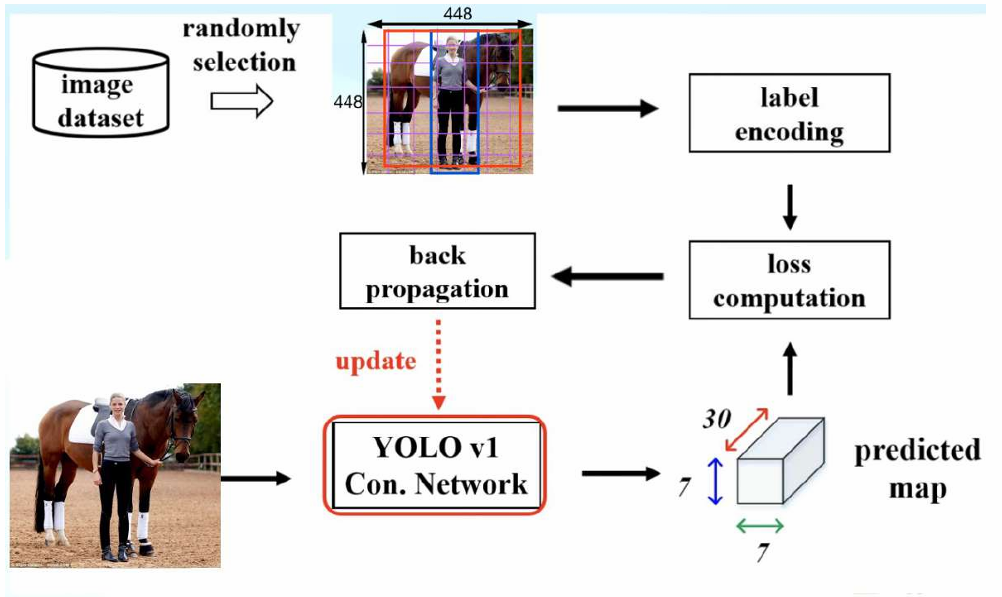 randomly
selection
image
dataset
448
448
label
encoding
back
propagation
loss
computation
update
YOLO v1
Con. Network
30
7
7
predicted
map